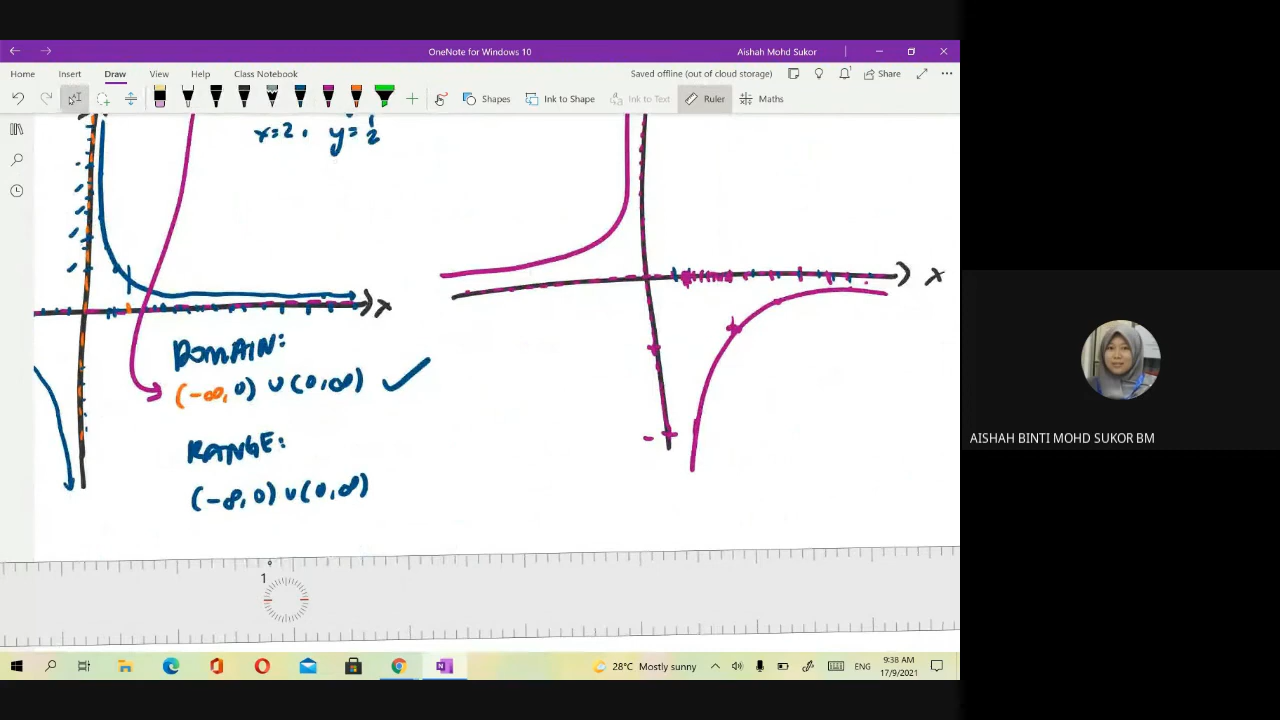 OneNote for Windows 10
Aishah Mohd Sukor
Home Insert Draw View Help Class Notebook
Saved offline (out of cloud storage)
Share
Shapes
Ink to Shape
Ink to Text
Ruler
Maths
x=2, y=1/2
x
x
DOMAIN:
(-∞, 0) ∪ (0, ∞)
RANGE:
(-∞, 0) ∪ (0, ∞)
1
AISHAH BINTI MOHD SUKOR BM
28°C Mostly sunny
ENG
9:38 AM
17/9/2021